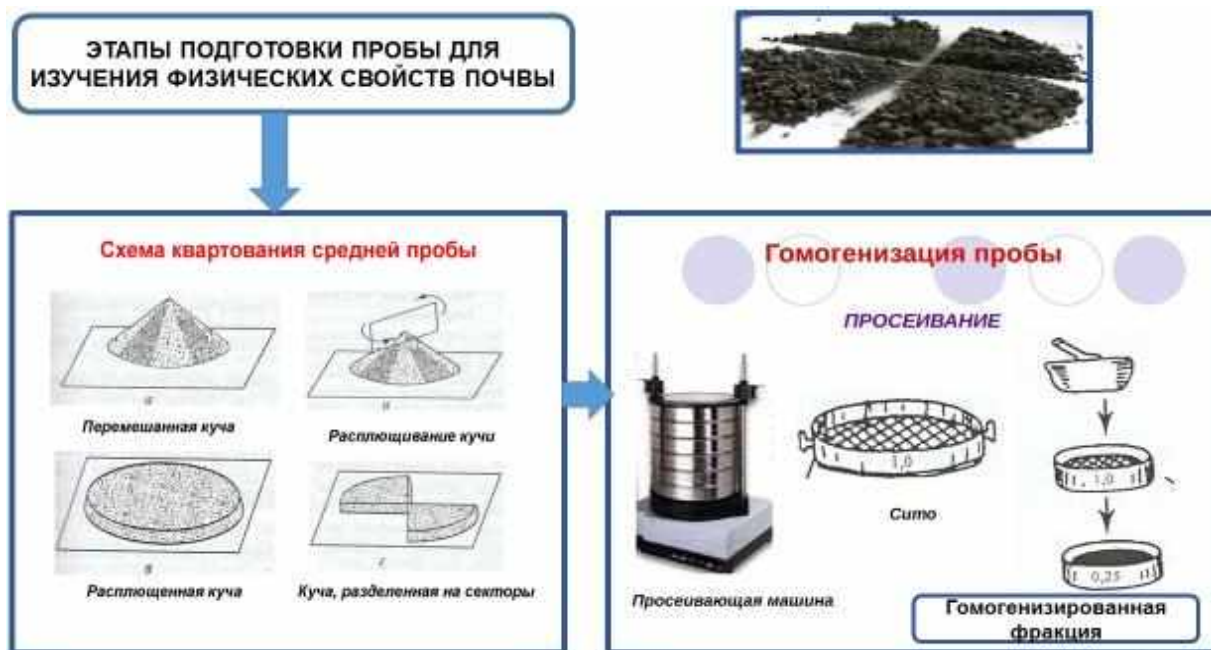 ЭТАПЫ ПОДГОТОВКИ ПРОБЫ ДЛЯ
ИЗУЧЕНИЯ ФИЗИЧЕСКИХ СВОЙСТВ ПОЧВЫ
Схема квартования средней пробы
а
Перемешанная куча
Расплющивание кучи
в
Расплющенная куча
г
Куча, разделенная на секторы
Гомогенизация пробы
ПРОСЕИВАНИЕ
1,0
Сито
Просеивающая машина
1,0
0,25
Гомогенизированная
фракция